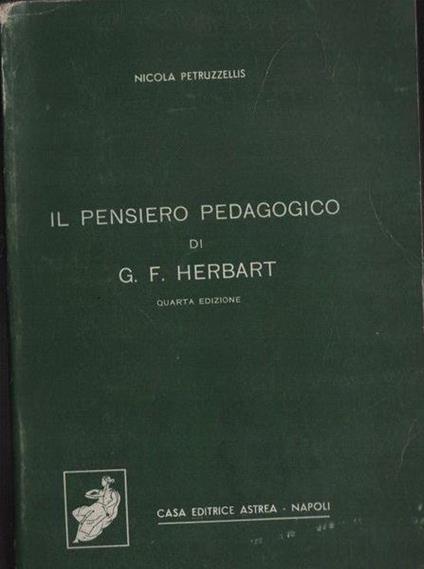 NICOLA PETRUZZELLIS
IL PENSIERO PEDAGOGICO
DI
G. F. HERBART
QUARTA EDIZIONE
CASA EDITRICE ASTREA - NAPOLI